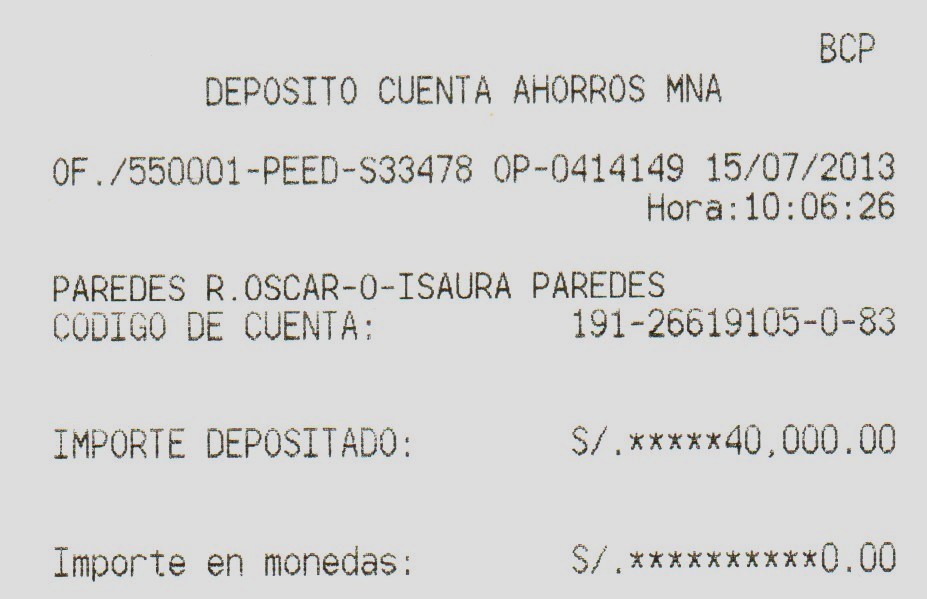 BCP
DEPOSITO CUENTA AHORROS MNA
OF./550001-PEED-S33478 OP-0414149 15/07/2013
Hora:10:06:26
PAREDES R.OSCAR-O-ISAURA PAREDES
CODIGO DE CUENTA: 191-26619105-0-83
IMPORTE DEPOSITADO: S/.*****40,000.00
Importe en monedas: S/.**********0.00